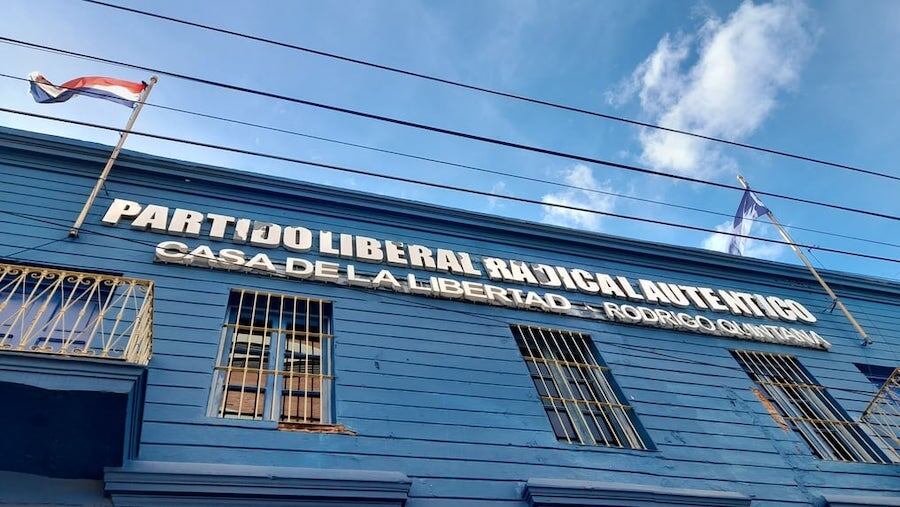 PARTIDO LIBERAL RADICAL AUTENTICO
CASA DE LA LIBERTAD - RODRIGO QUINTANA